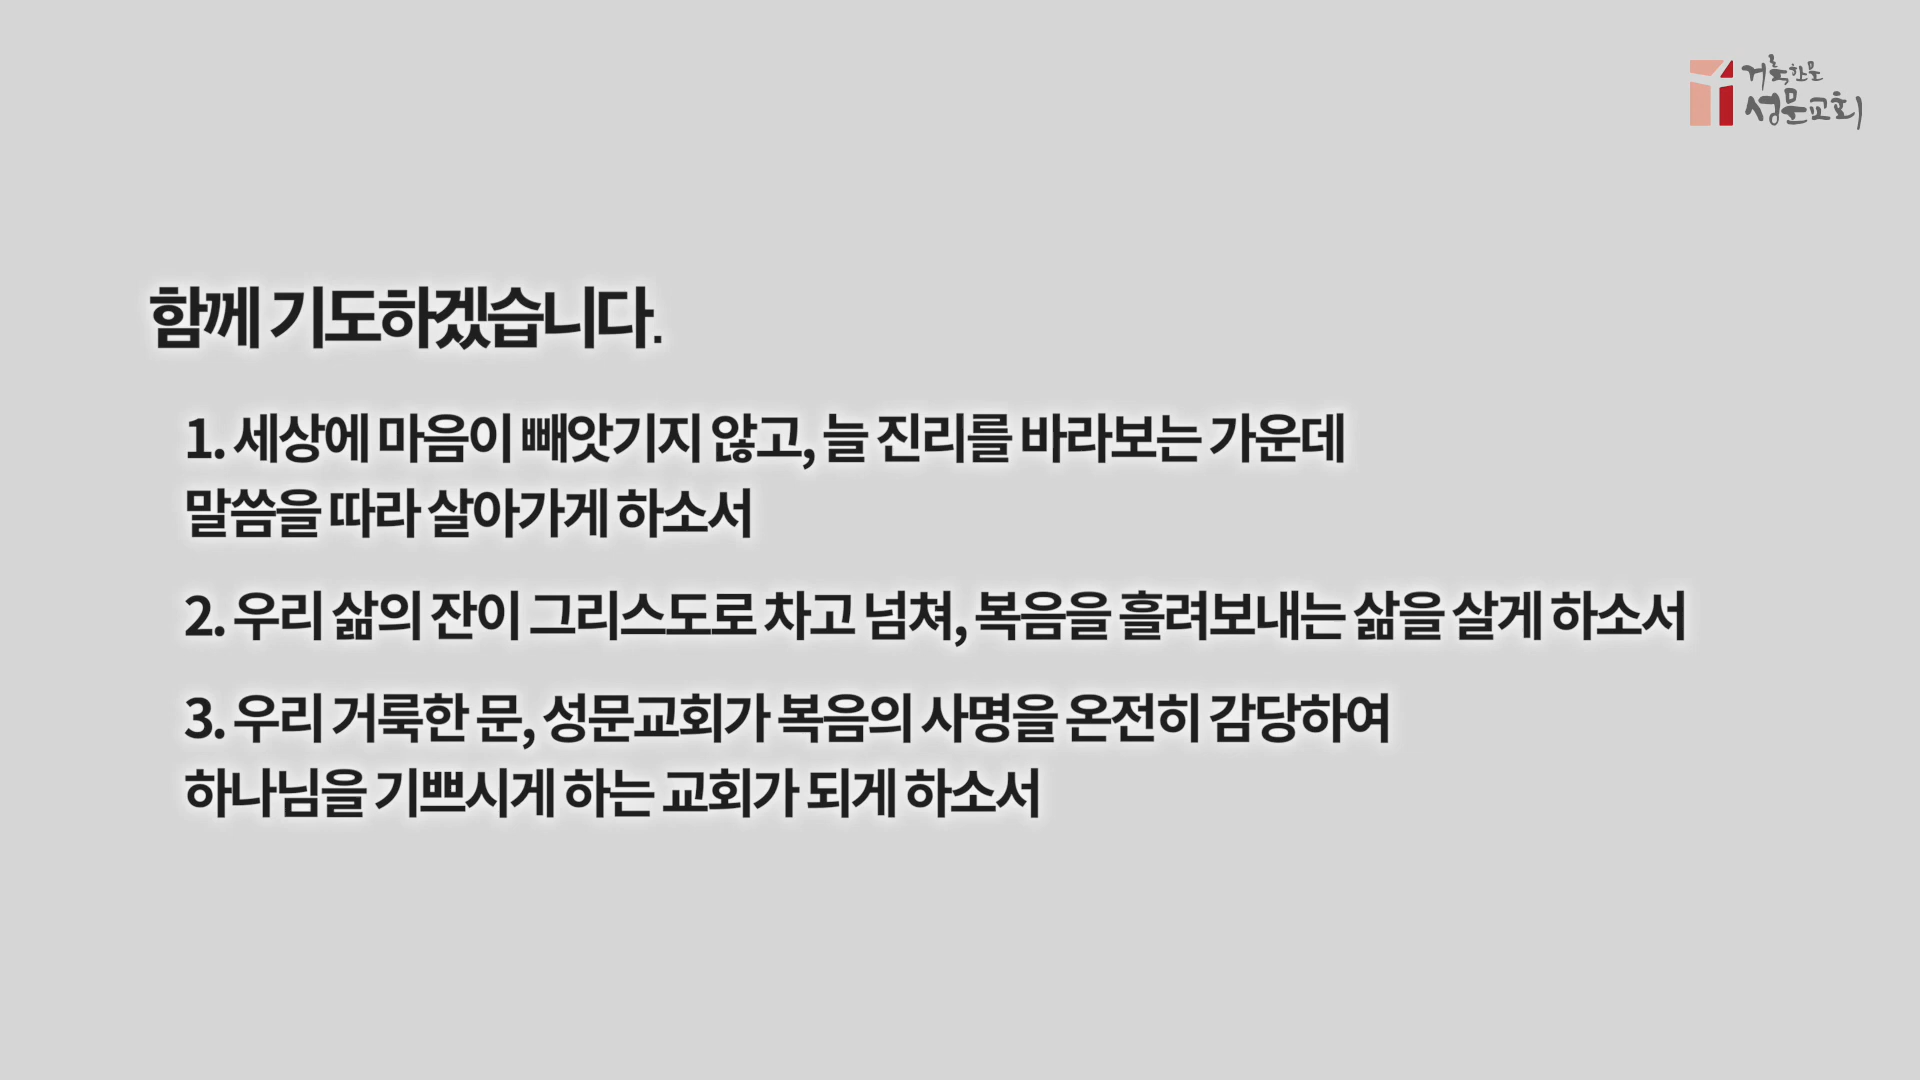 거룩한문
성문교회
함께 기도하겠습니다.
1. 세상에 마음이 빼앗기지 않고, 늘 진리를 바라보는 가운데
말씀을 따라 살아가게 하소서
2. 우리 삶의 잔이 그리스도로 차고 넘쳐, 복음을 흘려보내는 삶을 살게 하소서
3. 우리 거룩한 문, 성문교회가 복음의 사명을 온전히 감당하여
하나님을 기쁘시게 하는 교회가 되게 하소서